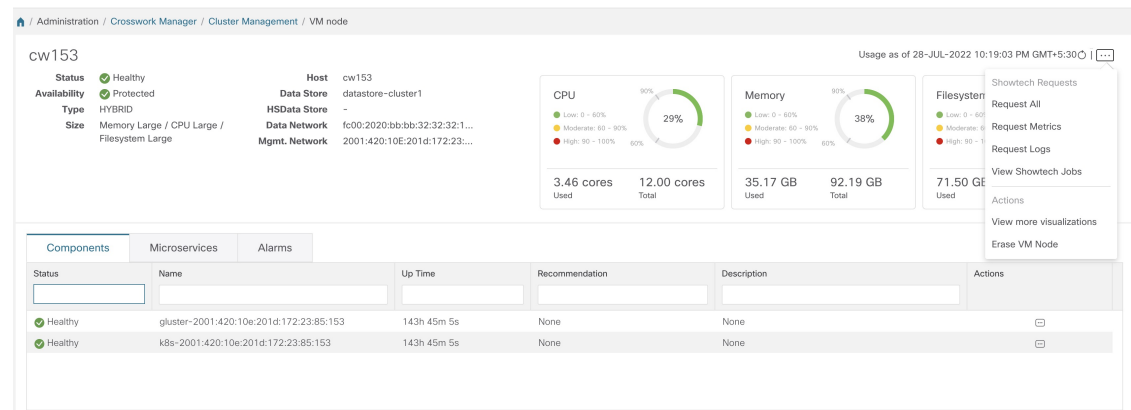 / Administration / Crosswork Manager / Cluster Management / VM node
cw153
Usage as of 28-JUL-2022 10:19:03 PM GMT+5:30 | ...
Status Healthy
Availability Protected
Type HYBRID
Size Memory Large / CPU Large /
Filesystem Large
Host cw153
Data Store datastore-cluster1
HSData Store -
Data Network fc00:2020:bb:bb:32:32:32:1...
Mgmt. Network 2001:420:10E:201d:172:23:...
CPU
Low: 0 - 60%
Moderate: 60 - 90%
High: 90 - 100%
90%
29%
60%
3.46 cores 12.00 cores
Used Total
Memory
Low: 0 - 60%
Moderate: 60 - 90%
High: 90 - 100%
90%
38%
60%
35.17 GB 92.19 GB
Used Total
Filesystem
Low: 0 - 60
Moderate: 6
High: 90 - 1
71.50 GB
Used
Showtech Requests
Request All
Request Metrics
Request Logs
View Showtech Jobs
Actions
View more visualizations
Erase VM Node
Components Microservices Alarms
Status Name Up Time Recommendation Description Actions
Healthy gluster-2001:420:10e:201d:172:23:85:153 143h 45m 5s None None
Healthy k8s-2001:420:10e:201d:172:23:85:153 143h 45m 5s None None